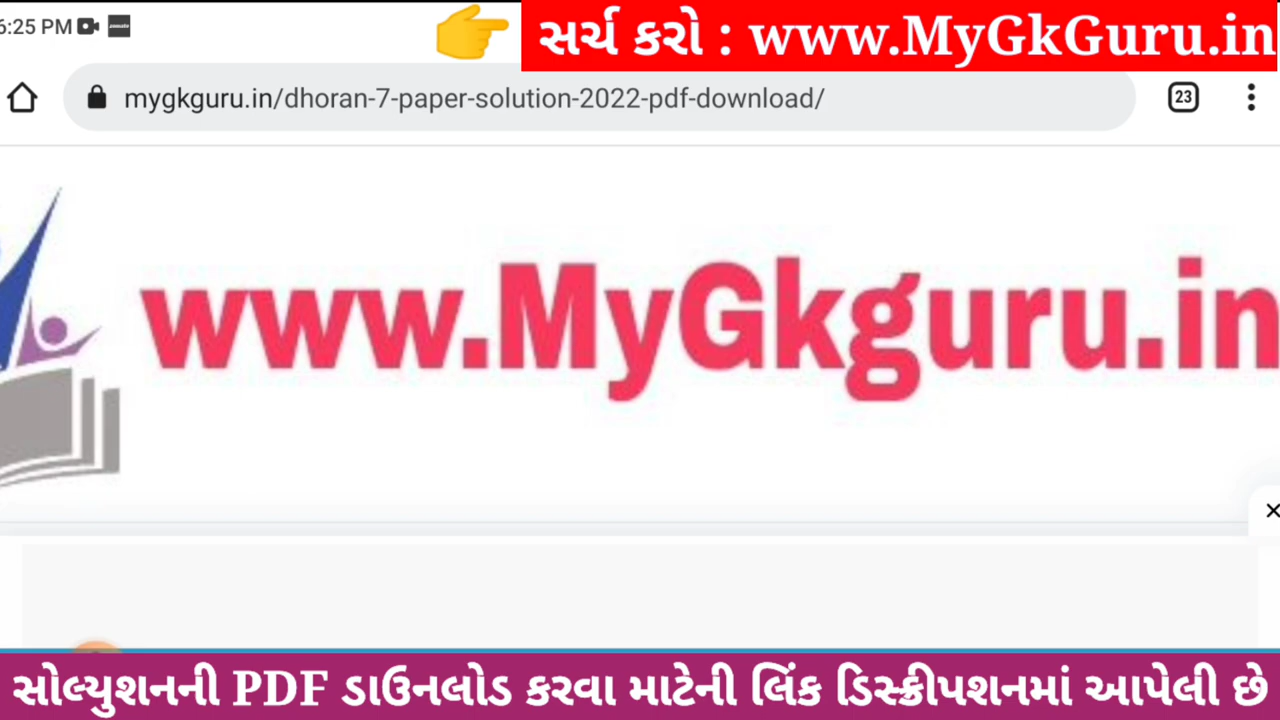 6:25 PM
સર્ચ કરો : www.MyGkGuru.in
mygkguru.in/dhoran-7-paper-solution-2022-pdf-download/
23
www.MyGkguru.in
સોલ્યુશનની PDF ડાઉનલોડ કરવા માટેની લિંક ડિસ્ક્રીપશનમાં આપેલી છે